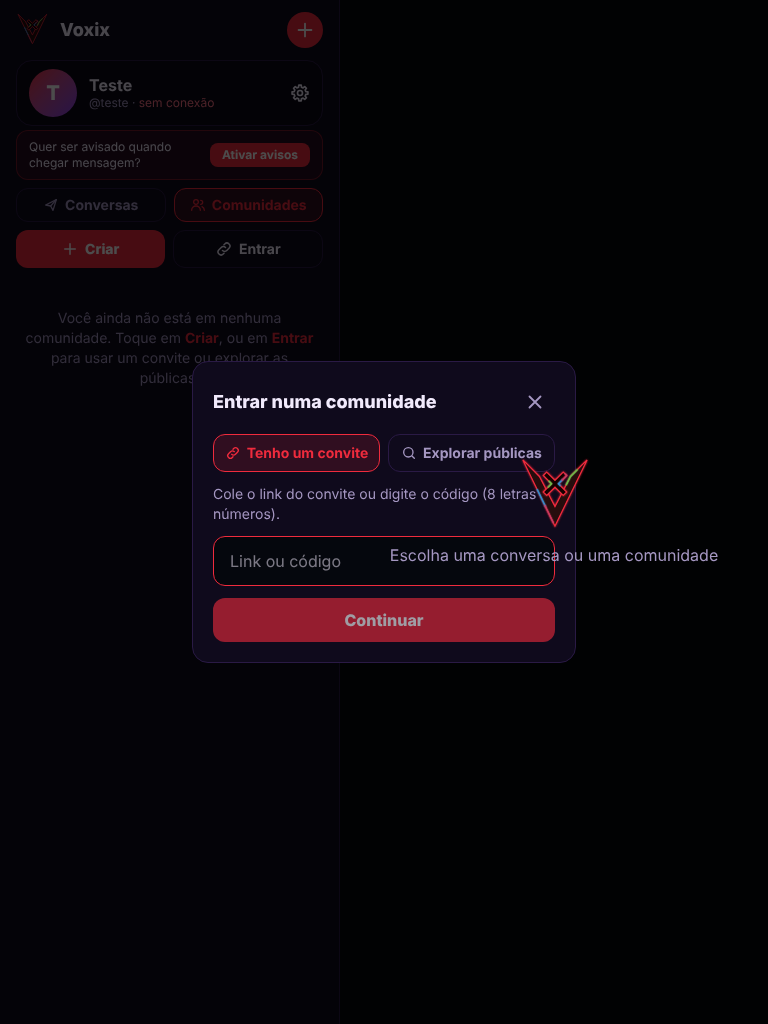 Voxix
T
Teste
@teste · sem conexão
Quer ser avisado quando
chegar mensagem?
Ativar avisos
Conversas
Comunidades
Criar
Entrar
Você ainda não está em nenhuma
comunidade. Toque em Criar, ou em Entrar
para usar um convite ou explorar as
públicas
Entrar numa comunidade
Tenho um convite
Explorar públicas
Cole o link do convite ou digite o código (8 letras
números).
Link ou código
Escolha uma conversa ou uma comunidade
Continuar